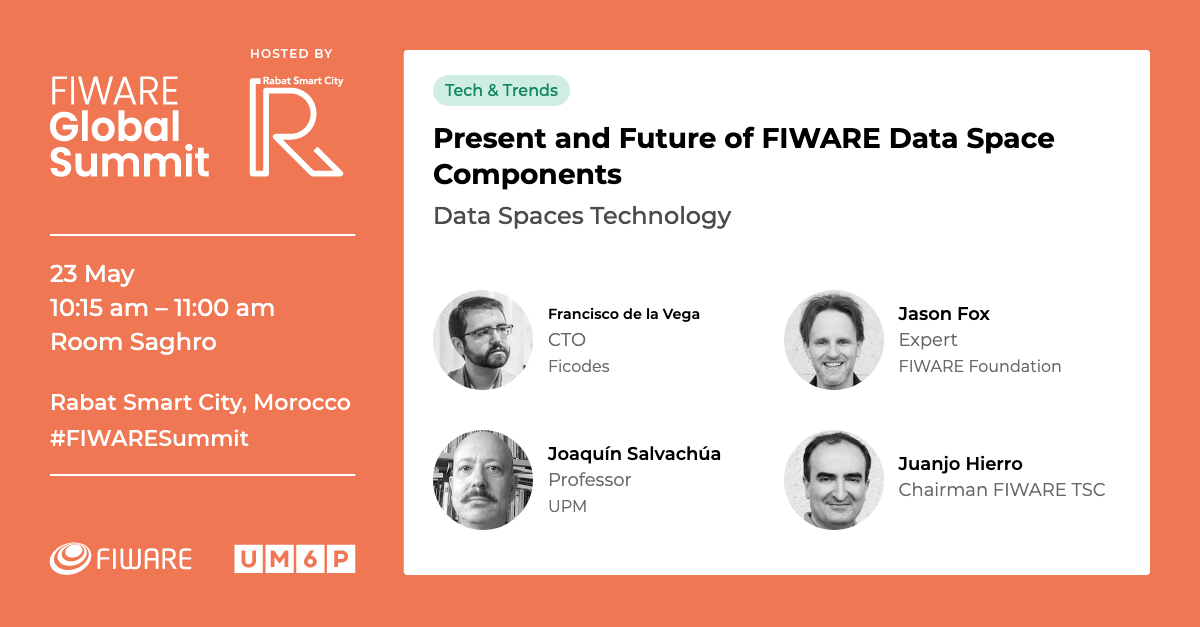 HOSTED BY
FIWARE
Global
Summit
Rabat Smart City
R
23 May
10:15 am – 11:00 am
Room Saghro
Rabat Smart City, Morocco
#FIWARESummit
FIWARE
UM6P
Tech & Trends
Present and Future of FIWARE Data Space
Components
Data Spaces Technology
Francisco de la Vega
CTO
Ficodes
Jason Fox
Expert
FIWARE Foundation
Joaquín Salvachúa
Professor
UPM
Juanjo Hierro
Chairman FIWARE TSC